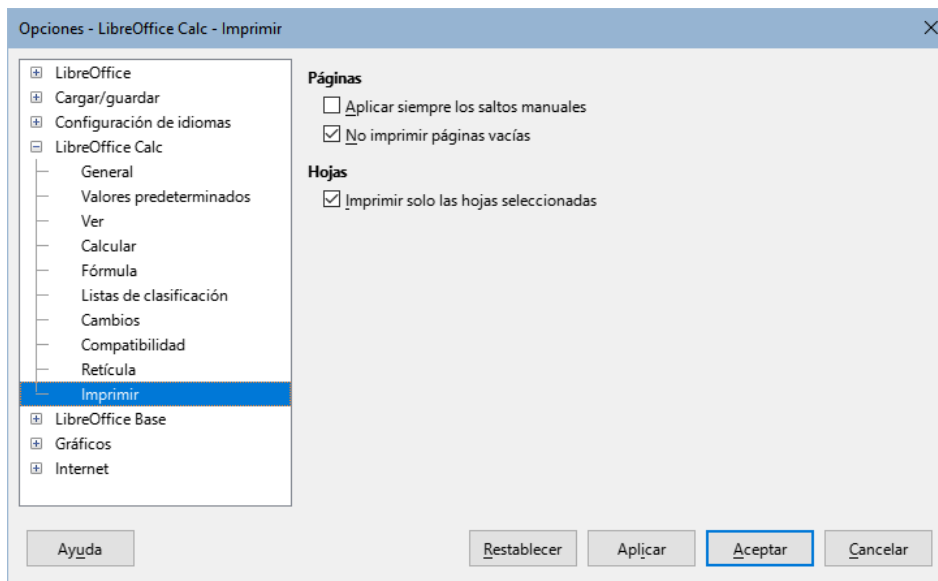 Opciones - LibreOffice Calc - Imprimir
LibreOffice
Cargar/guardar
Configuración de idiomas
LibreOffice Calc
General
Valores predeterminados
Ver
Calcular
Fórmula
Listas de clasificación
Cambios
Compatibilidad
Retícula
Imprimir
LibreOffice Base
Gráficos
Internet
Páginas
Aplicar siempre los saltos manuales
No imprimir páginas vacías
Hojas
Imprimir solo las hojas seleccionadas
Ayuda
Restablecer
Aplicar
Aceptar
Cancelar